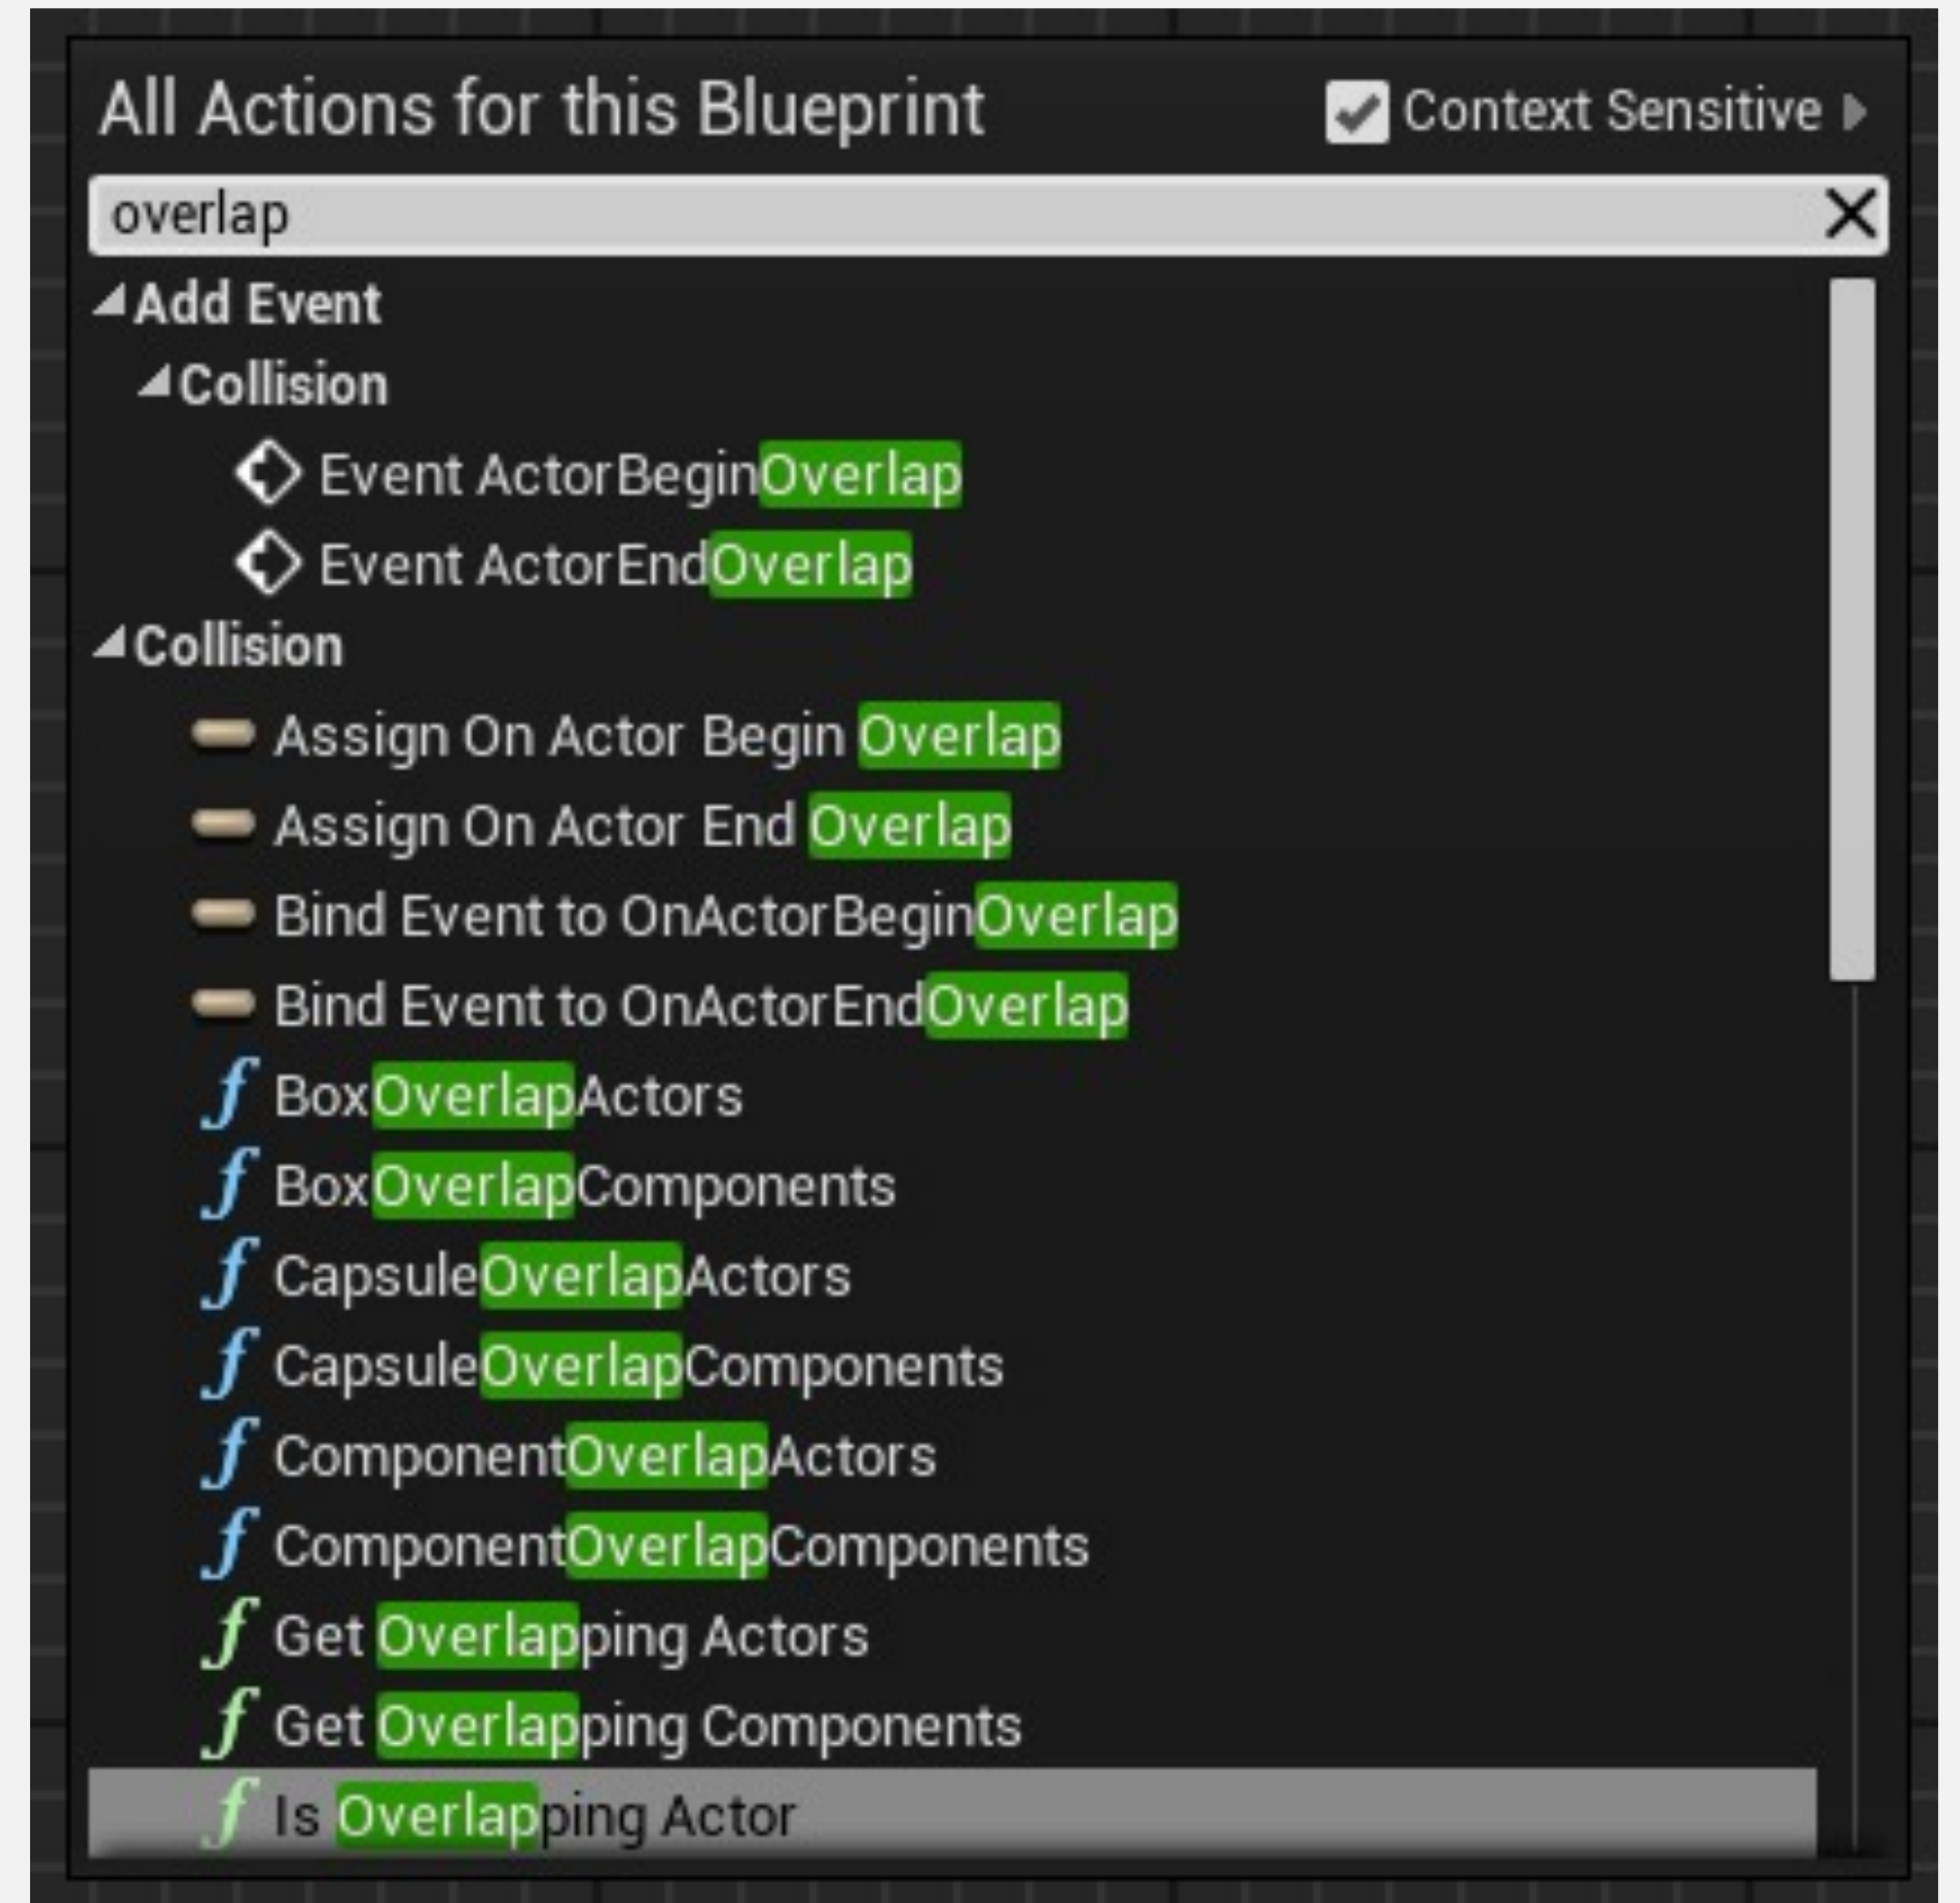 All Actions for this Blueprint Context Sensitive
overlap
Add Event
Collision
Event ActorBeginOverlap
Event ActorEndOverlap
Collision
Assign On Actor Begin Overlap
Assign On Actor End Overlap
Bind Event to OnActorBeginOverlap
Bind Event to OnActorEndOverlap
BoxOverlapActors
BoxOverlapComponents
CapsuleOverlapActors
CapsuleOverlapComponents
ComponentOverlapActors
ComponentOverlapComponents
Get Overlapping Actors
Get Overlapping Components
Is Overlapping Actor